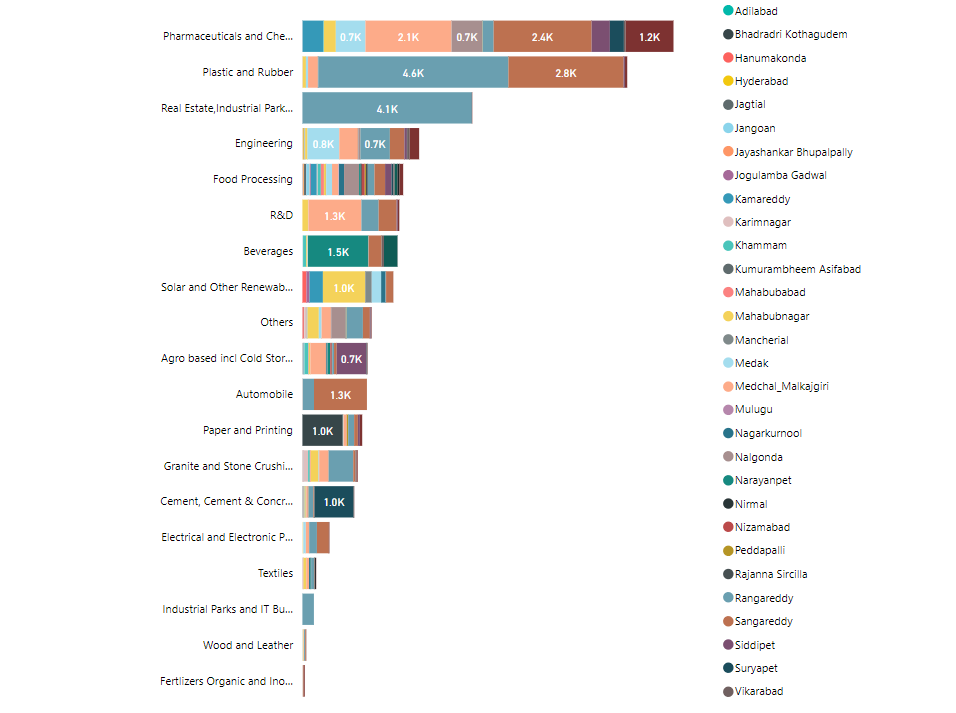 Pharmaceuticals and Che...
0.7K
2.1K
0.7K
2.4K
1.2K
Plastic and Rubber
4.6K
2.8K
Real Estate,Industrial Park...
4.1K
Engineering
0.8K
0.7K
Food Processing
R&D
1.3K
Beverages
1.5K
Solar and Other Renewab...
1.0K
Others
Agro based incl Cold Stor...
0.7K
Automobile
1.3K
Paper and Printing
1.0K
Granite and Stone Crushi...
Cement, Cement & Concr...
1.0K
Electrical and Electronic P...
Textiles
Industrial Parks and IT Bu...
Wood and Leather
Fertlizers Organic and Ino...
Adilabad
Bhadradri Kothagudem
Hanumakonda
Hyderabad
Jagtial
Jangoan
Jayashankar Bhupalpally
Jogulamba Gadwal
Kamareddy
Karimnagar
Khammam
Kumurambheem Asifabad
Mahabubabad
Mahabubnagar
Mancherial
Medak
Medchal_Malkajgiri
Mulugu
Nagarkurnool
Nalgonda
Narayanpet
Nirmal
Nizamabad
Peddapalli
Rajanna Sircilla
Rangareddy
Sangareddy
Siddipet
Suryapet
Vikarabad